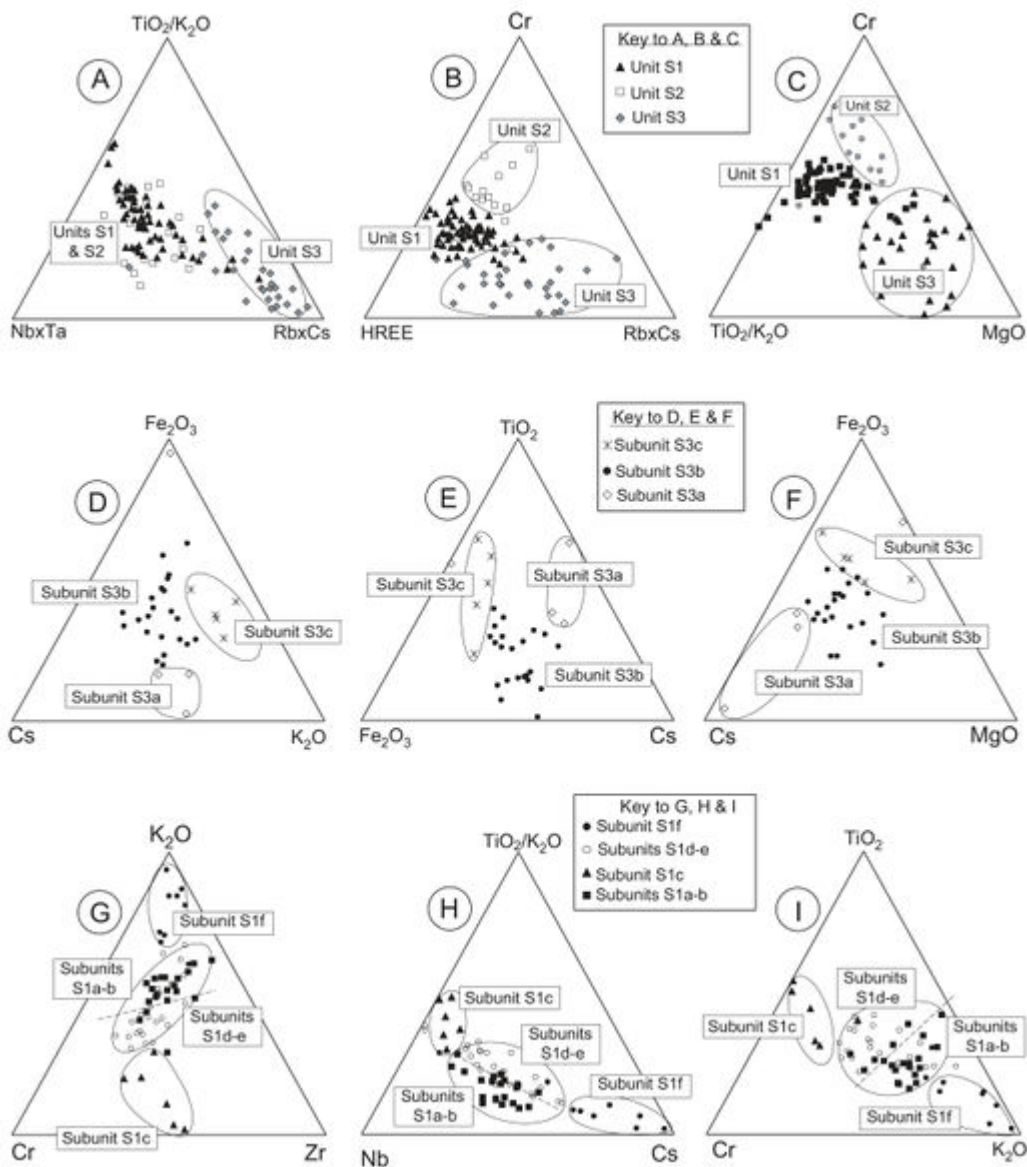 TiO₂/K₂O
A
Units S1
& S2
Unit S3
NbxTa
RbxCs
Cr
B
Unit S2
Unit S1
Unit S3
HREE
RbxCs
Key to A, B & C
Unit S1
Unit S2
Unit S3
Cr
C
Unit S2
Unit S1
Unit S3
TiO₂/K₂O
MgO
Fe₂O₃
D
Subunit S3b
Subunit S3c
Subunit S3a
Cs
K₂O
TiO₂
E
Subunit S3c
Subunit S3a
Subunit S3b
Fe₂O₃
Cs
Key to D, E & F
Subunit S3c
Subunit S3b
Subunit S3a
Fe₂O₃
F
Subunit S3c
Subunit S3b
Subunit S3a
Cs
MgO
K₂O
G
Subunit S1f
Subunits
S1a-b
Subunits
S1d-e
Subunit S1c
Cr
Zr
TiO₂/K₂O
H
Subunit S1c
Subunits
S1d-e
Subunits
S1a-b
Subunit S1f
Nb
Cs
Key to G, H & I
Subunit S1f
Subunits S1d-e
Subunit S1c
Subunits S1a-b
TiO₂
I
Subunits
S1d-e
Subunit
S1c
Subunits
S1a-b
Subunit
S1f
Cr
K₂O